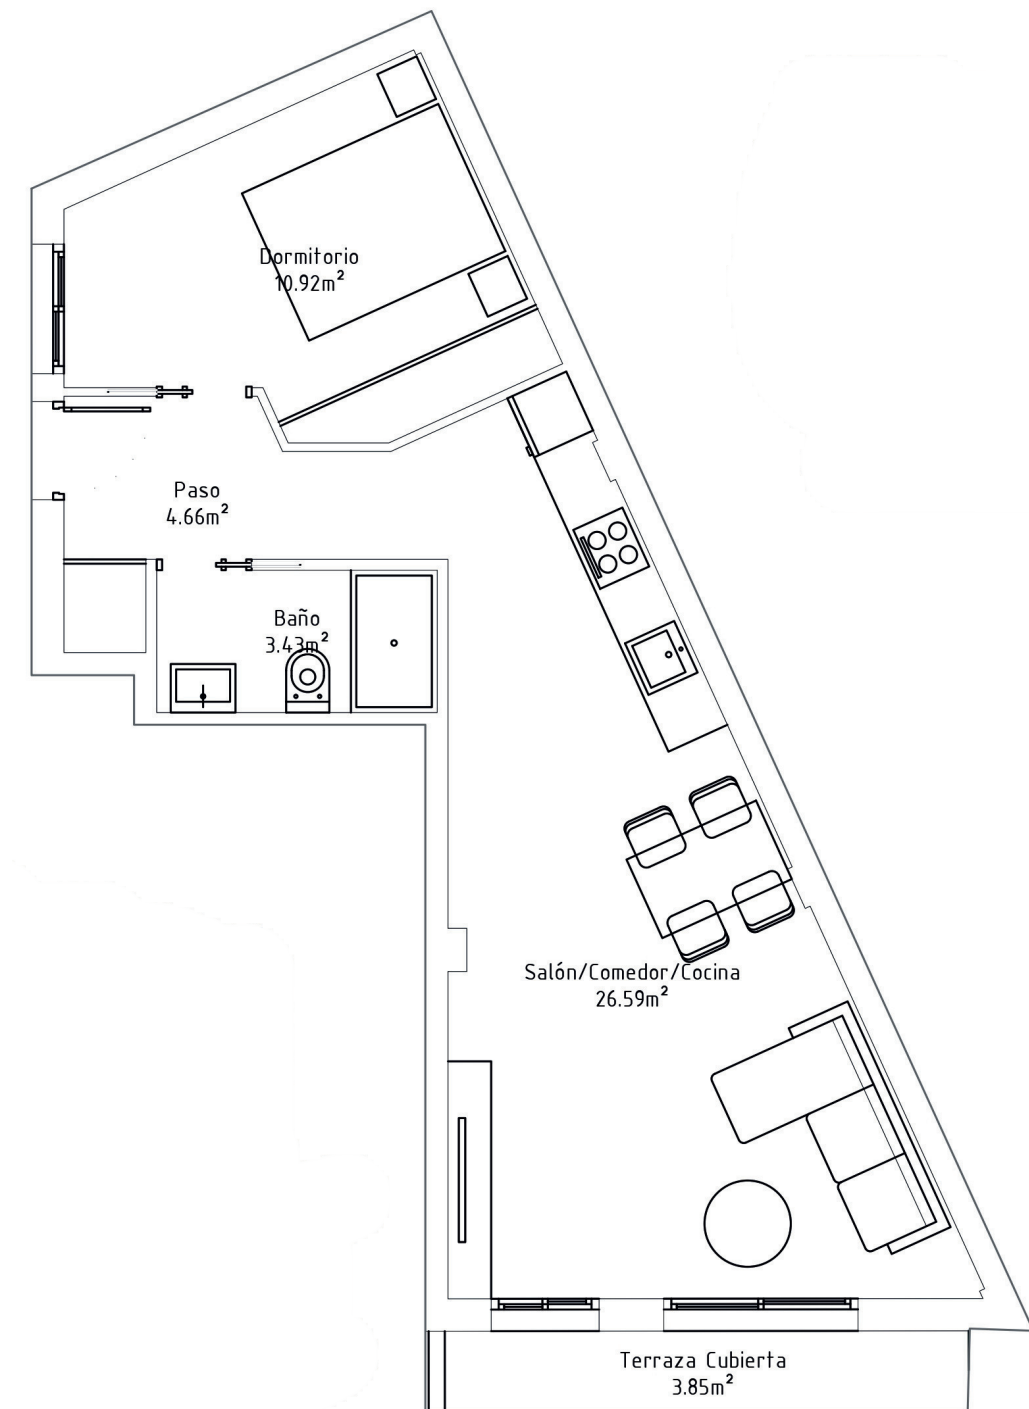 Dormitorio
10.92m²
Paso
4.66m²
Baño
3.43m²
Salón/Comedor/Cocina
26.59m²
Terraza Cubierta
3.85m²